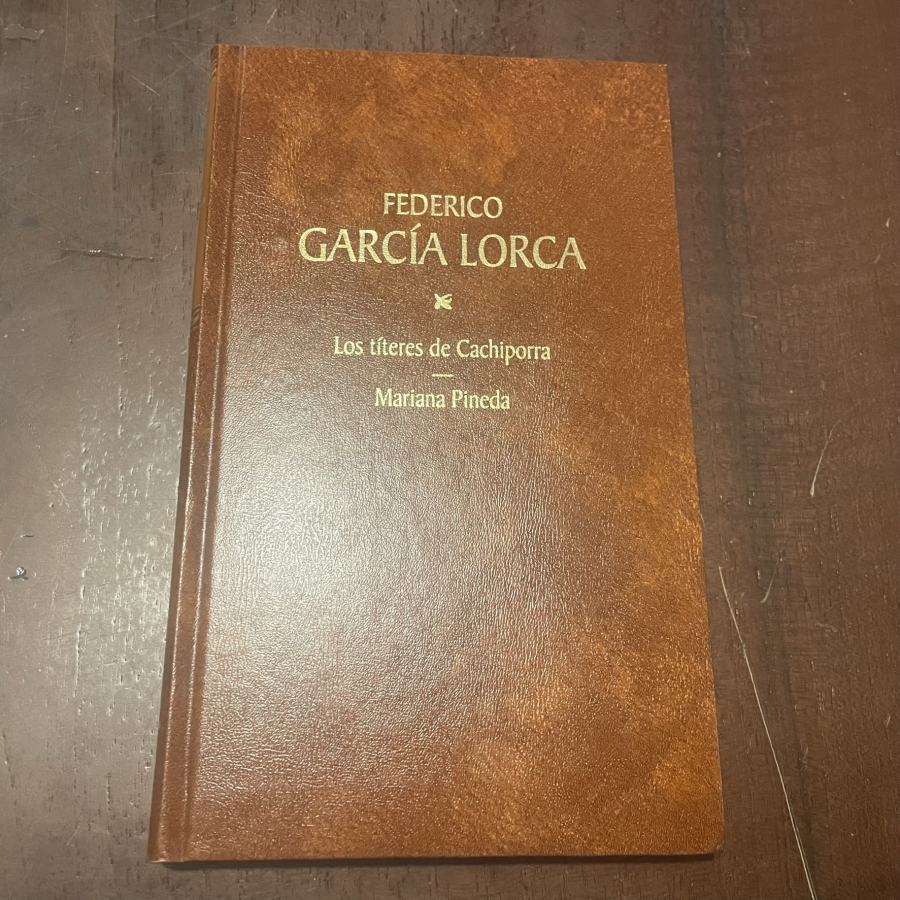 FEDERICO
GARCÍA LORCA
Los títeres de Cachiporra
Mariana Pineda